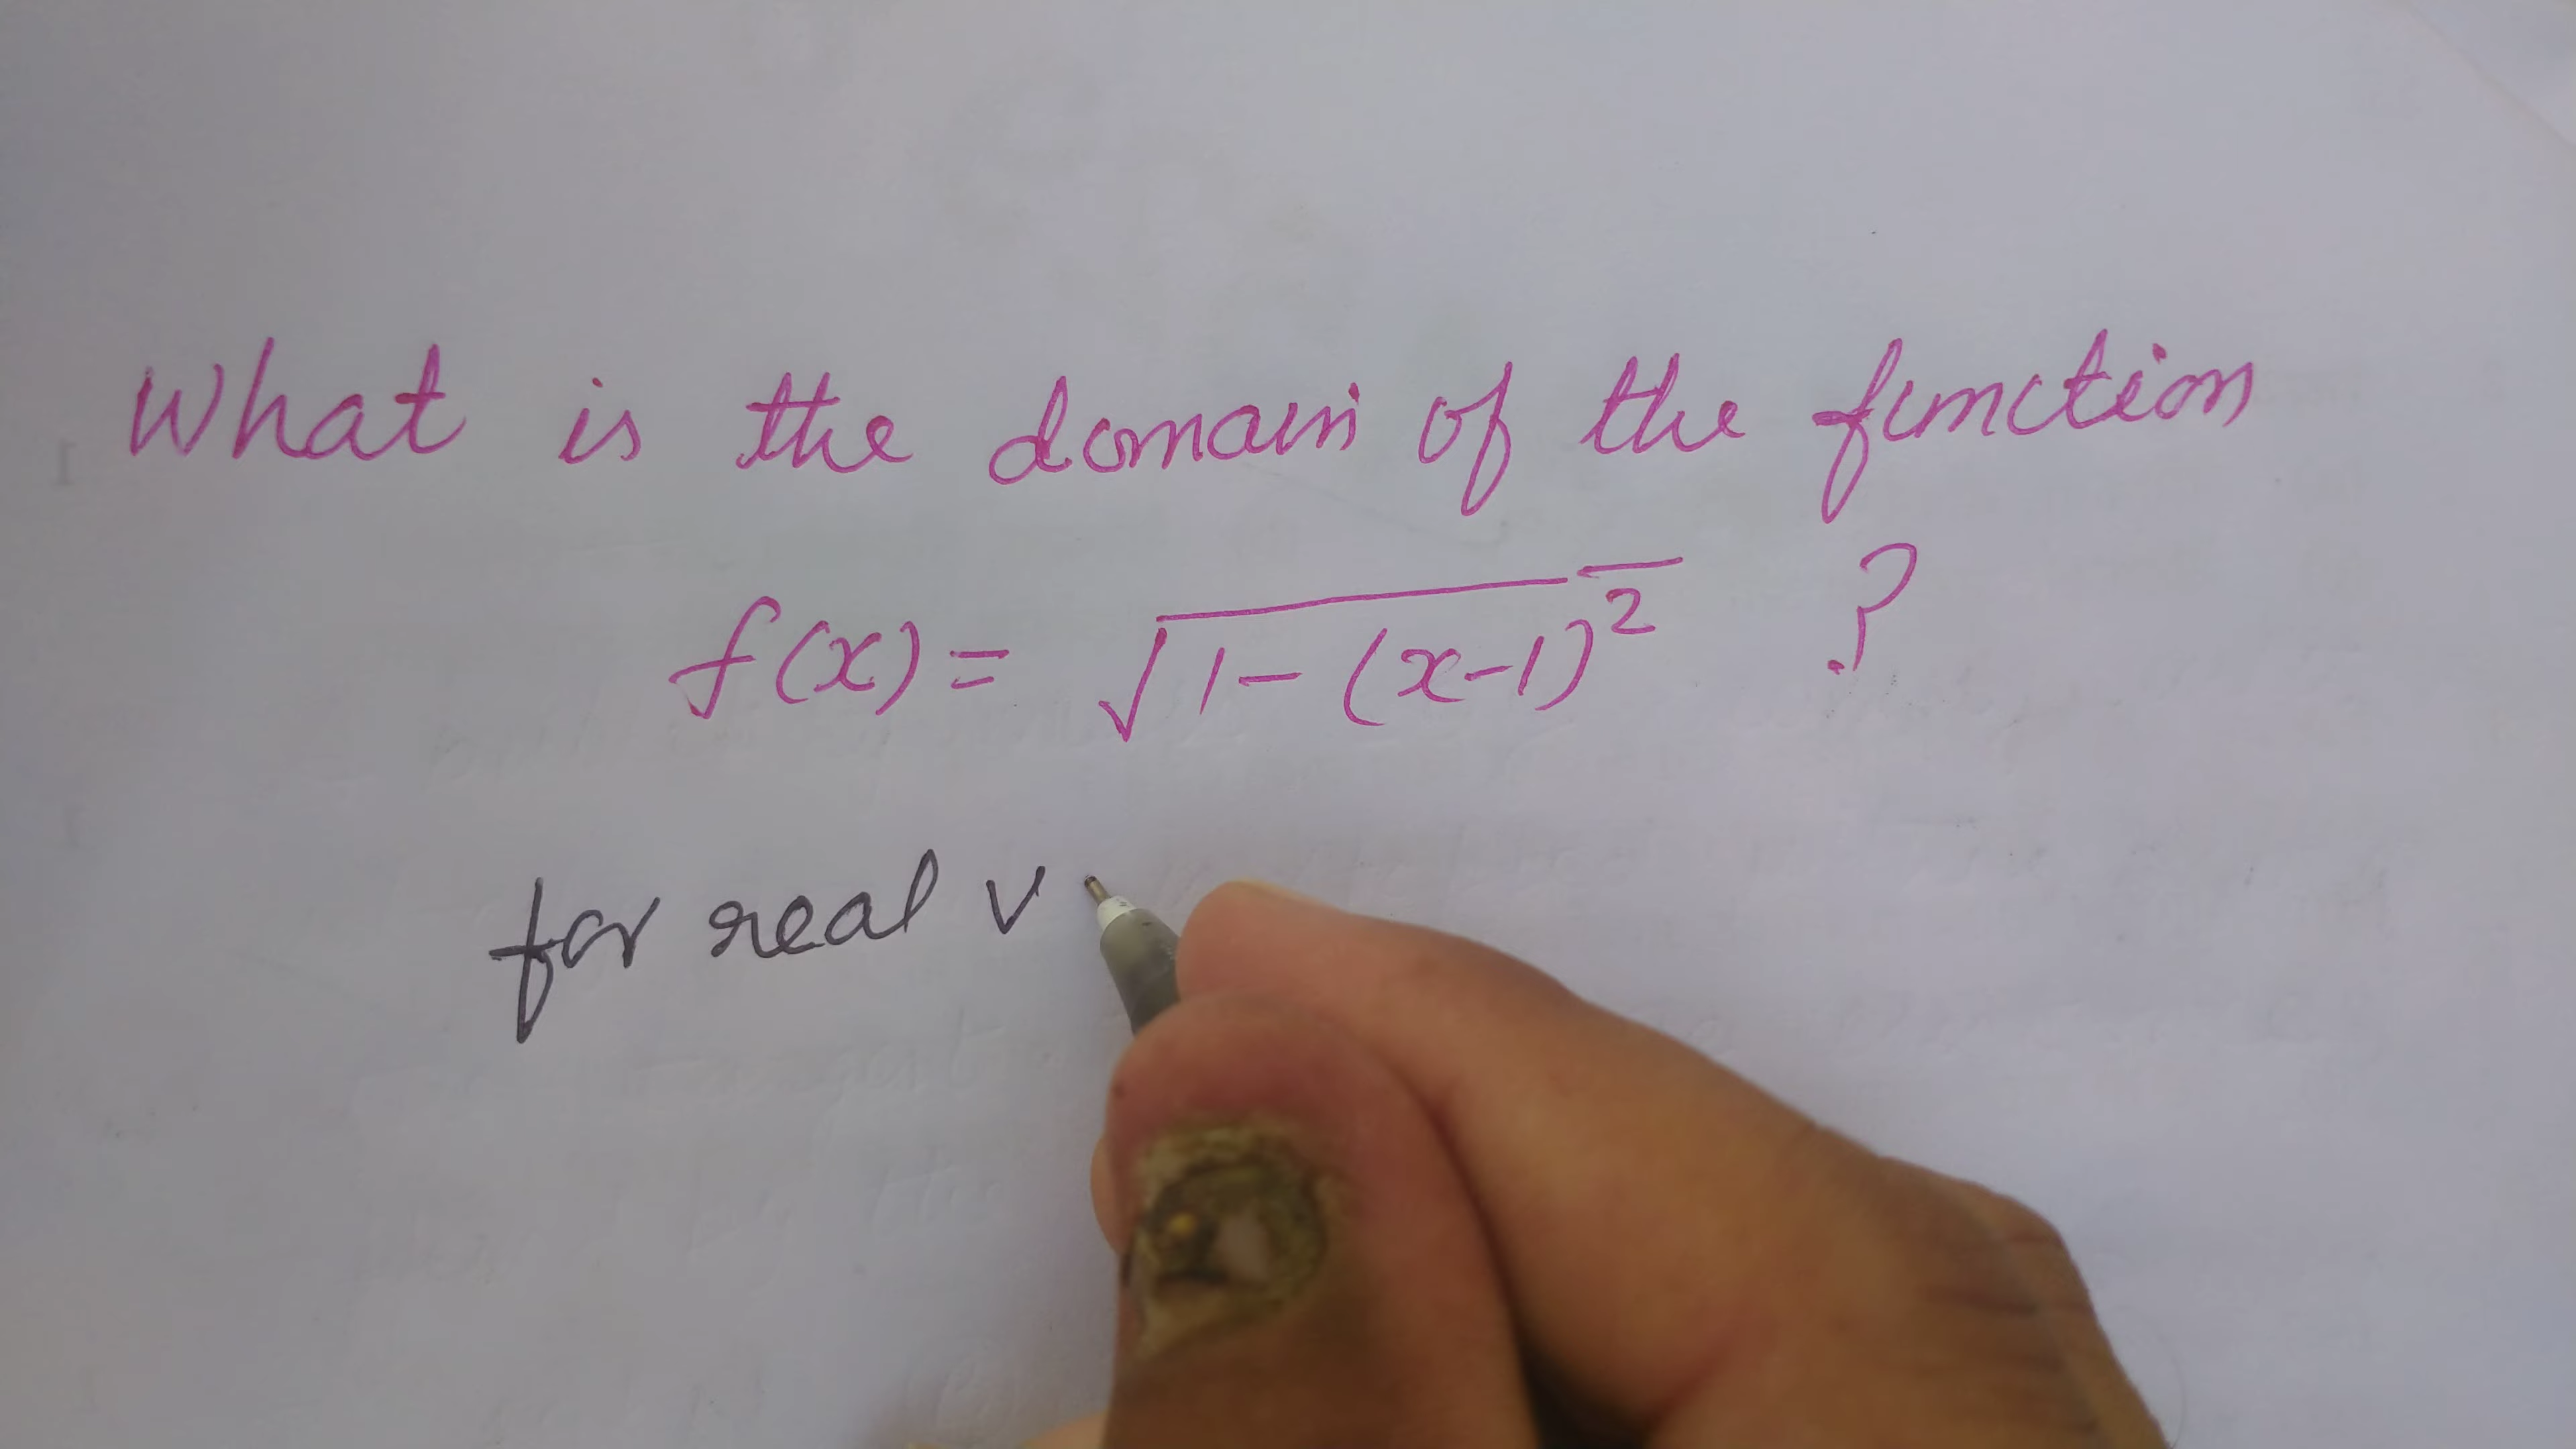 What is the domain of the function
f(x) = √1-(x-1)² ?
for real v